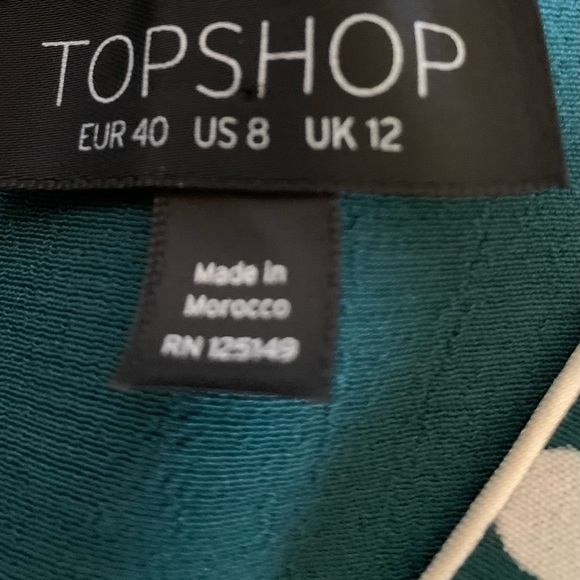 TOPSHOP
EUR 40 US 8 UK 12
Made in
Morocco
RN 125149